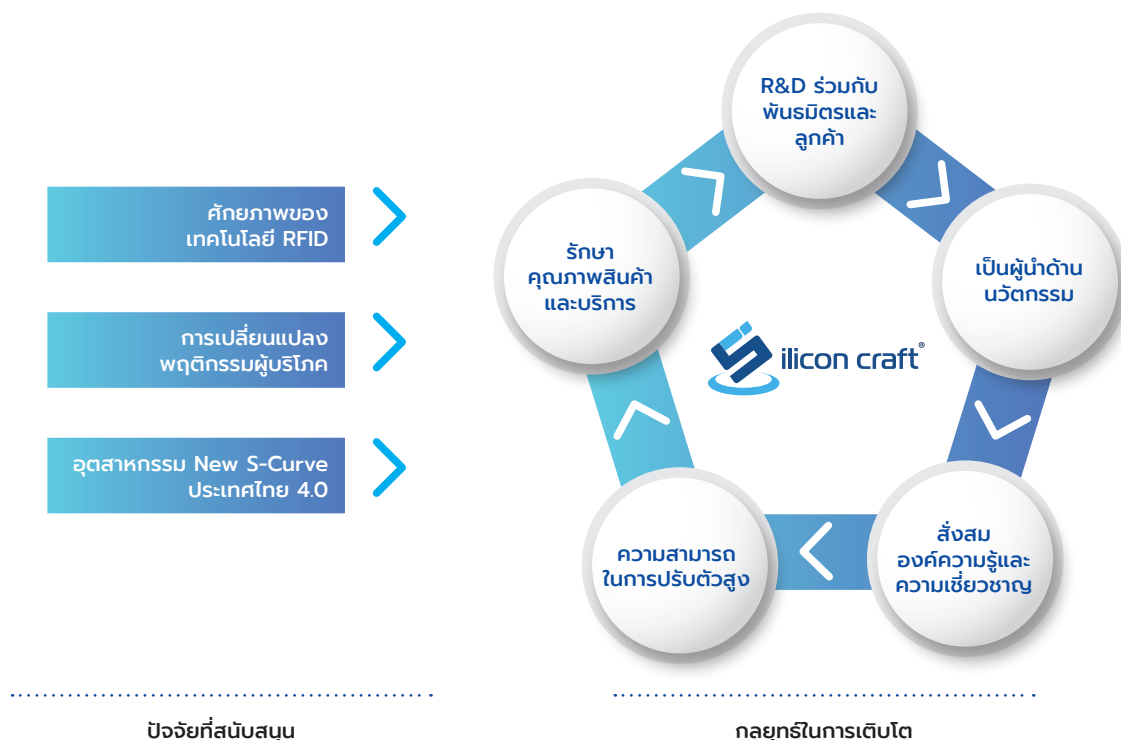 ศักยภาพของ
เทคโนโลยี RFID
การเปลี่ยนแปลง
พฤติกรรมผู้บริโภค
อุตสาหกรรม New S-Curve
ประเทศไทย 4.0
ปัจจัยที่สนับสนุน
R&D ร่วมกับ
พันธมิตรและ
ลูกค้า
เป็นผู้นำด้าน
นวัตกรรม
สั่งสม
องค์ความรู้และ
ความเชี่ยวชาญ
ความสามารถ
ในการปรับตัวสูง
รักษา
คุณภาพสินค้า
และบริการ
silicon craft®
กลยุทธ์ในการเติบโต